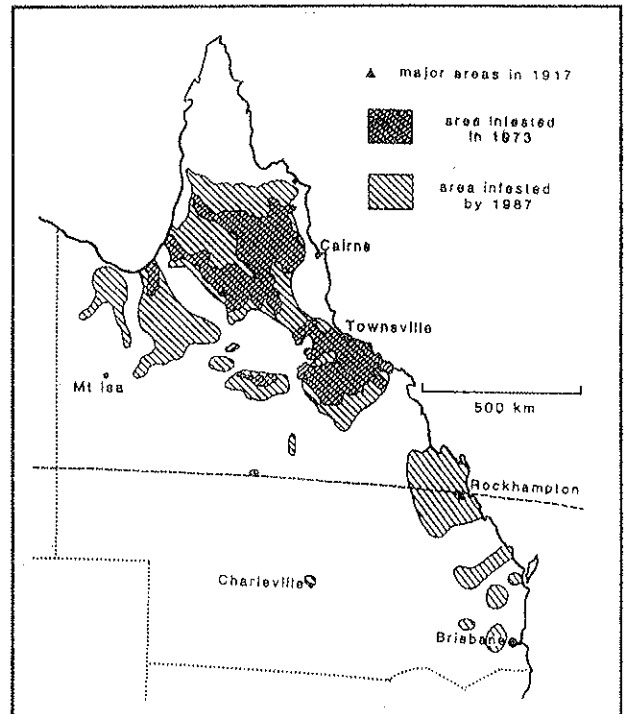 major areas in 1917
area infested
in 1973
area infested
by 1987
Cairns
Townsville
Mt Isa
500 km
Rockhampton
Charleville
Brisbane